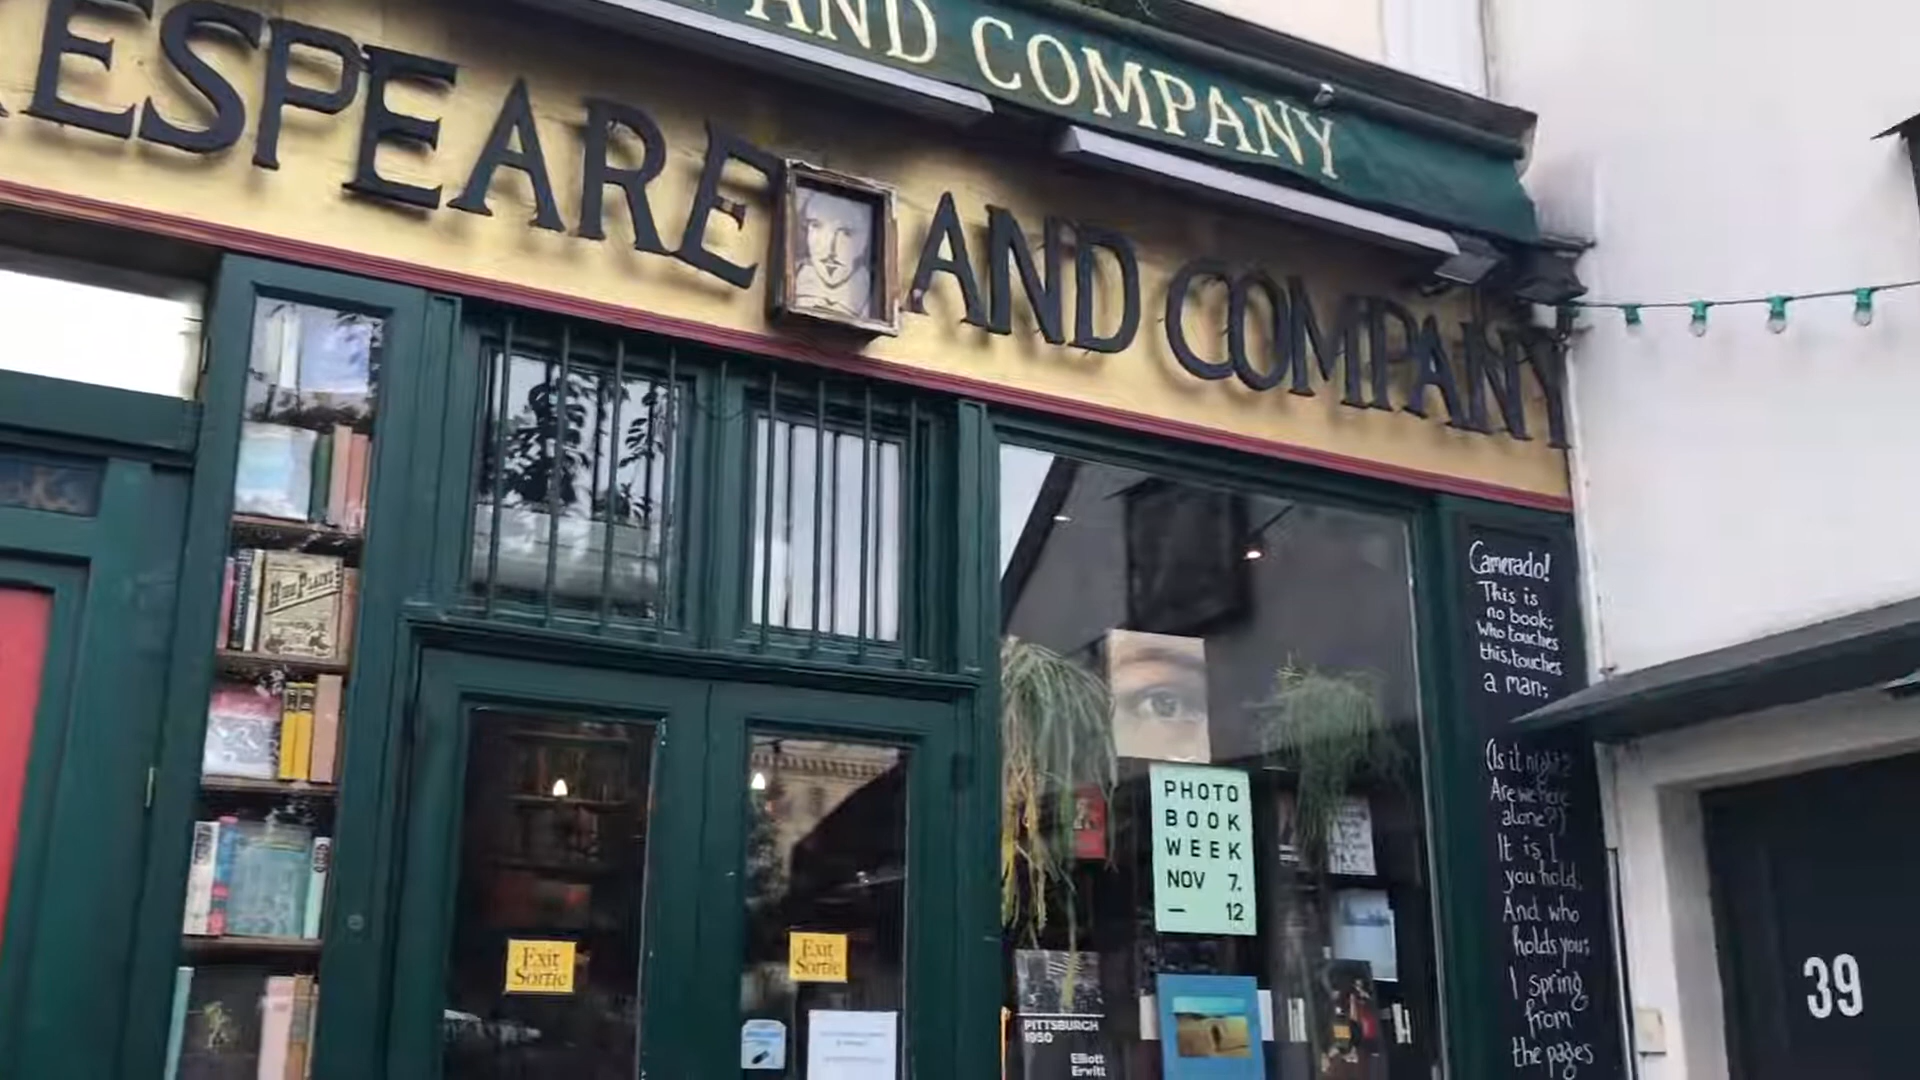 AND COMPANY
ESPEARE AND COMPANY
HIGH PLAINS
PHOTO
BOOK
WEEK
NOV 7.
— 12
Exit
Sortie
Exit
Sortie
PITTSBURGH
1950
Elliott
Erwitt
Camerado!
This is
no book;
Who touches
this, touches
a man;
(Is it night?
Are we here
alone?)
It is I
you hold,
And who
holds you;
I spring
from
the pages
39